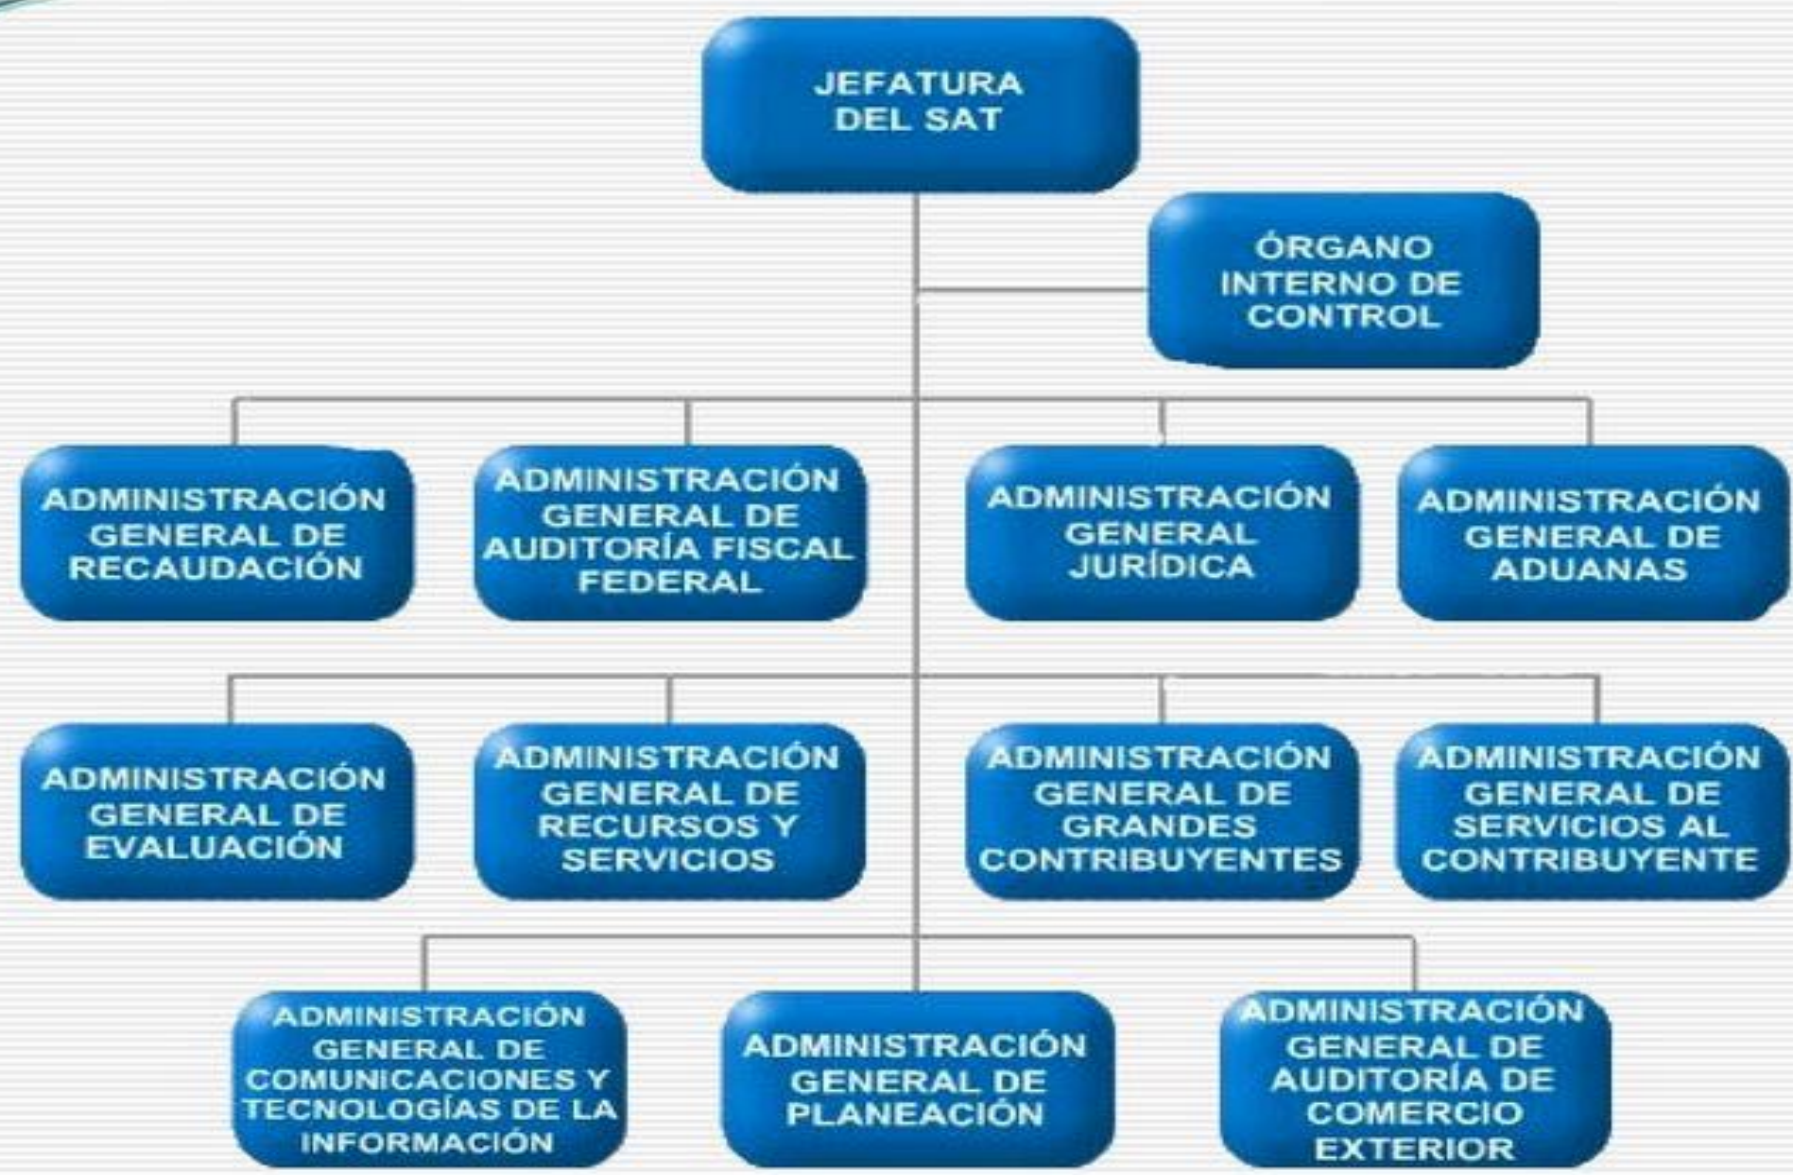 JEFATURA
DEL SAT
ÓRGANO
INTERNO DE
CONTROL
ADMINISTRACIÓN
GENERAL DE
RECAUDACIÓN
ADMINISTRACIÓN
GENERAL DE
AUDITORÍA FISCAL
FEDERAL
ADMINISTRACIÓN
GENERAL
JURÍDICA
ADMINISTRACIÓN
GENERAL DE
ADUANAS
ADMINISTRACIÓN
GENERAL DE
EVALUACIÓN
ADMINISTRACIÓN
GENERAL DE
RECURSOS Y
SERVICIOS
ADMINISTRACIÓN
GENERAL DE
GRANDES
CONTRIBUYENTES
ADMINISTRACIÓN
GENERAL DE
SERVICIOS AL
CONTRIBUYENTE
ADMINISTRACIÓN
GENERAL DE
COMUNICACIONES Y
TECNOLOGÍAS DE LA
INFORMACIÓN
ADMINISTRACIÓN
GENERAL DE
PLANEACIÓN
ADMINISTRACIÓN
GENERAL DE
AUDITORÍA DE
COMERCIO
EXTERIOR